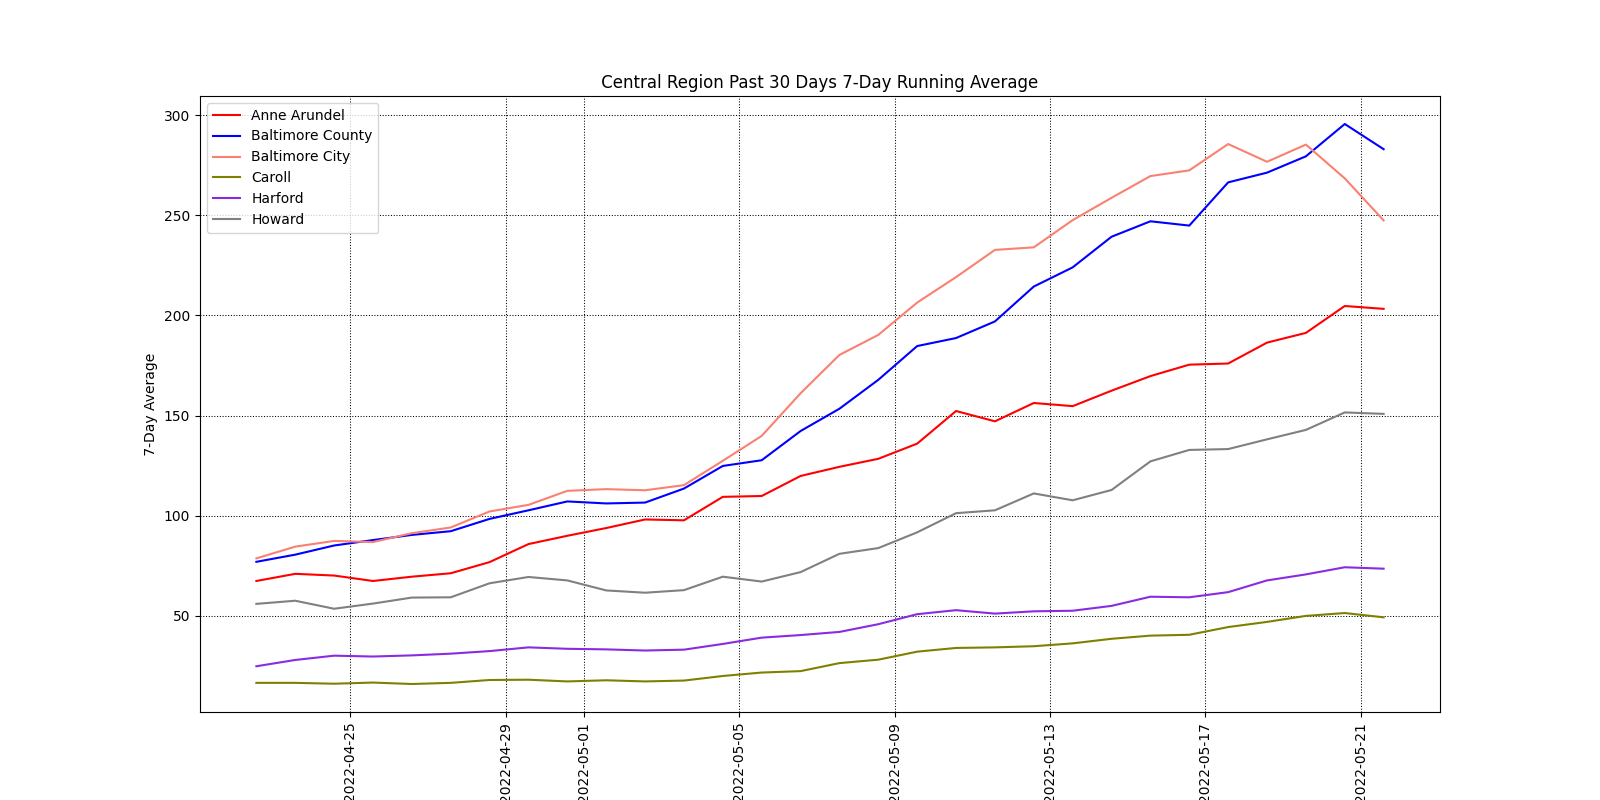 Central Region Past 30 Days 7-Day Running Average
300
250
200
150
100
50
7-Day Average
Anne Arundel
Baltimore County
Baltimore City
Caroll
Harford
Howard
2022-04-25
2022-04-29
2022-05-01
2022-05-05
2022-05-09
2022-05-13
2022-05-17
2022-05-21